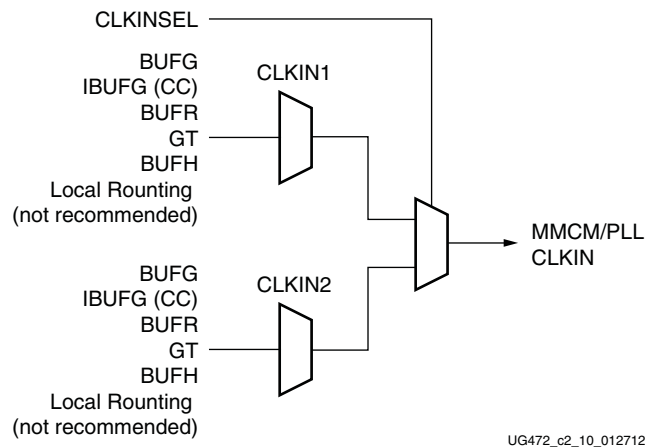 CLKINSEL
BUFG
IBUFG (CC)
BUFR
GT
BUFH
Local Rounting
(not recommended)
CLKIN1
MMCM/PLL
CLKIN
BUFG
IBUFG (CC)
BUFR
GT
BUFH
Local Rounting
(not recommended)
CLKIN2
UG472_c2_10_012712